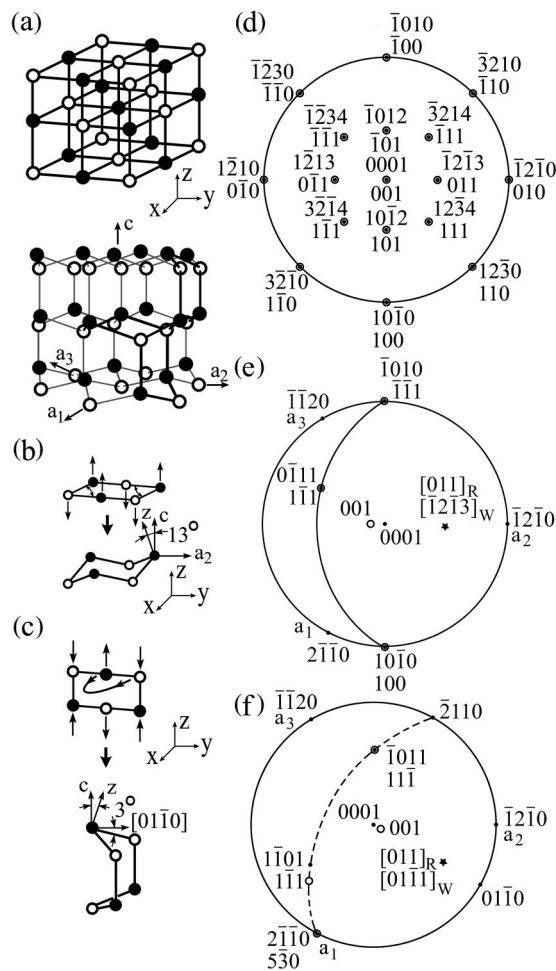 (a)
z
x
y
c
a₃
a₂
a₁
(b)
z
c
13°
a₂
z
x
y
(c)
z
x
y
c
z
3°
[011̄0]
(d)
1̄010
1̄00
1̄2̄30
1̄1̄0
3̄210
1̄10
1̄2̄34
1̄1̄1
1̄012
1̄01
3̄214
1̄11
12̄10
01̄0
12̄13
01̄1
0001
001
1̄21̄3
011
1̄21̄0
010
32̄1̄4
11̄1
101̄2
101
123̄4
111
32̄1̄0
11̄0
101̄0
100
123̄0
110
(e)
1̄010
1̄1̄1
1̄1̄20
a₃
01̄11
11̄1
001
0001
[011]R
[1̄21̄3]W
1̄21̄0
a₂
a₁
21̄1̄0
101̄0
100
(f)
1̄1̄20
a₃
2̄110
1̄011
111̄
0001
001
1̄21̄0
a₂
11̄01
11̄1
[011]R
[011̄1]W
011̄0
21̄1̄0
a₁
53̄0